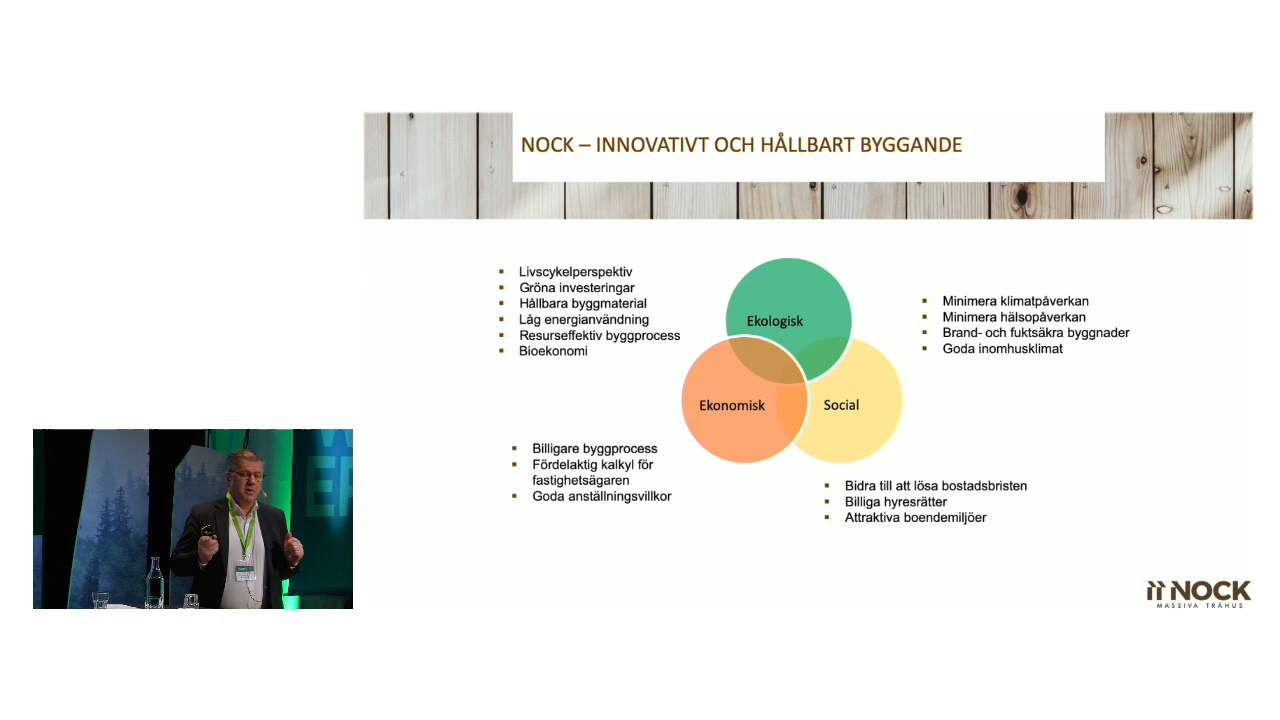 NOCK – INNOVATIVT OCH HÅLLBART BYGGANDE
▪ Livscykelperspektiv
▪ Gröna investeringar
▪ Hållbara byggmaterial
▪ Låg energianvändning
▪ Resurseffektiv byggprocess
▪ Bioekonomi
Ekologisk
▪ Minimera klimatpåverkan
▪ Minimera hälsopåverkan
▪ Brand- och fuktsäkra byggnader
▪ Goda inomhusklimat
Ekonomisk
Social
▪ Billigare byggprocess
▪ Fördelaktig kalkyl för
fastighetsägaren
▪ Goda anställningsvillkor
▪ Bidra till att lösa bostadsbristen
▪ Billiga hyresrätter
▪ Attraktiva boendemiljöer
NOCK
MASSIVA TRÄHUS